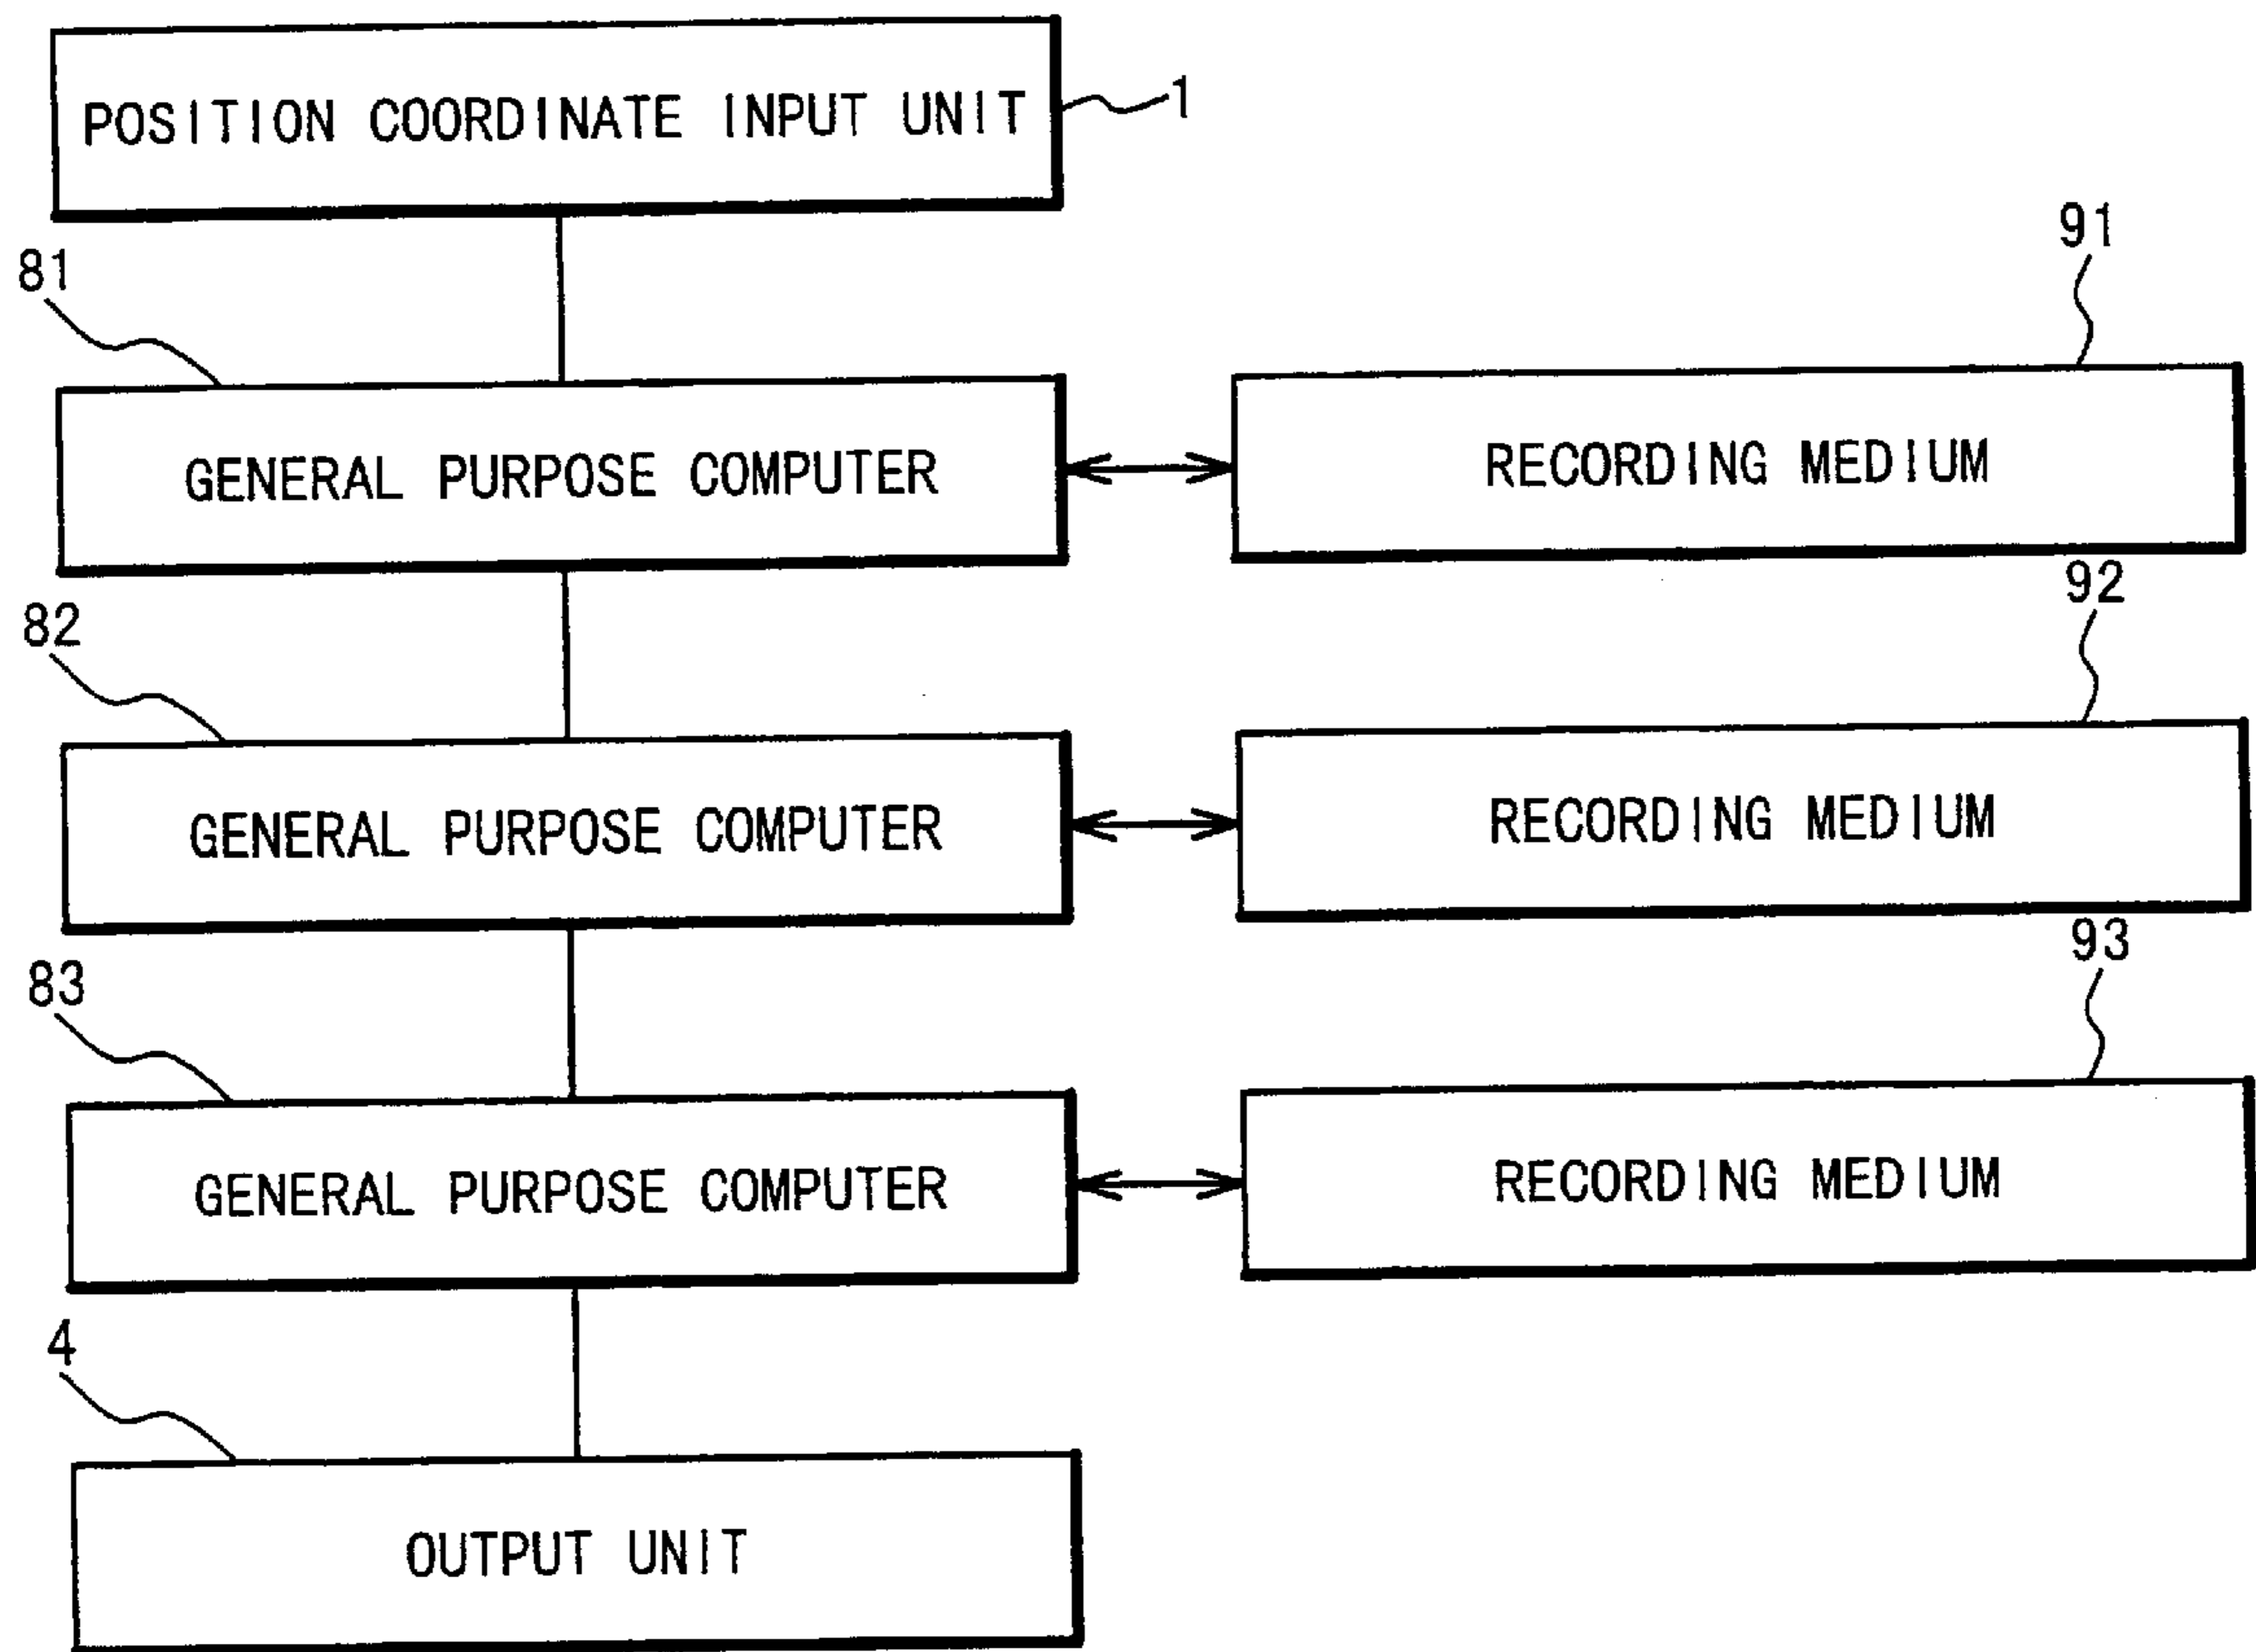 POSITION COORDINATE INPUT UNIT
1
81
91
GENERAL PURPOSE COMPUTER
RECORDING MEDIUM
82
92
GENERAL PURPOSE COMPUTER
RECORDING MEDIUM
83
93
GENERAL PURPOSE COMPUTER
RECORDING MEDIUM
4
OUTPUT UNIT